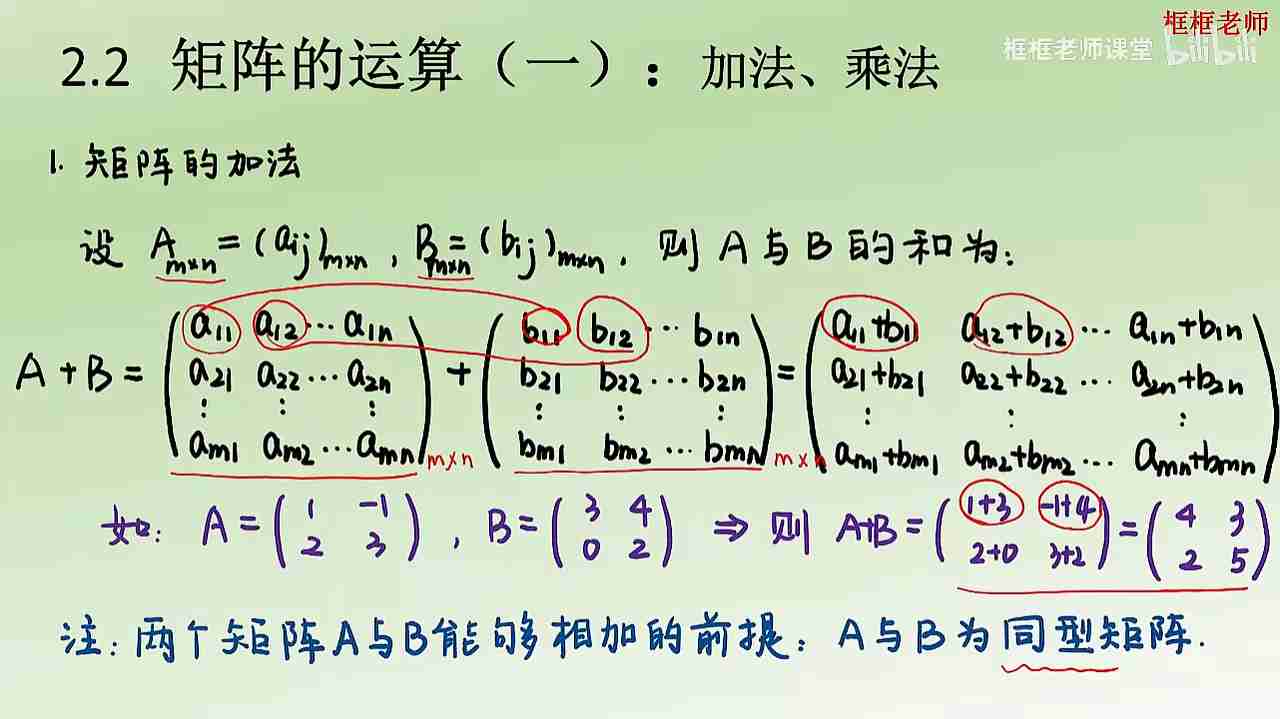 框框老师
框框老师课堂 bilibili
2.2 矩阵的运算（一）：加法、乘法
1. 矩阵的加法
设 A_{m×n} = (a_{ij})_{m×n} , B_{m×n} = (b_{ij})_{m×n} . 则 A 与 B 的和为:
A + B = \begin{pmatrix} a_{11} & a_{12} & \cdots & a_{1n} \\ a_{21} & a_{22} & \cdots & a_{2n} \\ \vdots & \vdots & & \vdots \\ a_{m1} & a_{m2} & \cdots & a_{mn} \end{pmatrix}_{m×n} + \begin{pmatrix} b_{11} & b_{12} & \cdots & b_{1n} \\ b_{21} & b_{22} & \cdots & b_{2n} \\ \vdots & \vdots & & \vdots \\ b_{m1} & b_{m2} & \cdots & b_{mn} \end{pmatrix}_{m×n} = \begin{pmatrix} a_{11}+b_{11} & a_{12}+b_{12} & \cdots & a_{1n}+b_{1n} \\ a_{21}+b_{21} & a_{22}+b_{22} & \cdots & a_{2n}+b_{2n} \\ \vdots & \vdots & & \vdots \\ a_{m1}+b_{m1} & a_{m2}+b_{m2} & \cdots & a_{mn}+b_{mn} \end{pmatrix}
如: A = \begin{pmatrix} 1 & -1 \\ 2 & 3 \end{pmatrix} , B = \begin{pmatrix} 3 & 4 \\ 0 & 2 \end{pmatrix} ⇒ 则 A+B = \begin{pmatrix} 1+3 & -1+4 \\ 2+0 & 3+2 \end{pmatrix} = \begin{pmatrix} 4 & 3 \\ 2 & 5 \end{pmatrix}
注: 两个矩阵A与B能够相加的前提: A与B为同型矩阵.